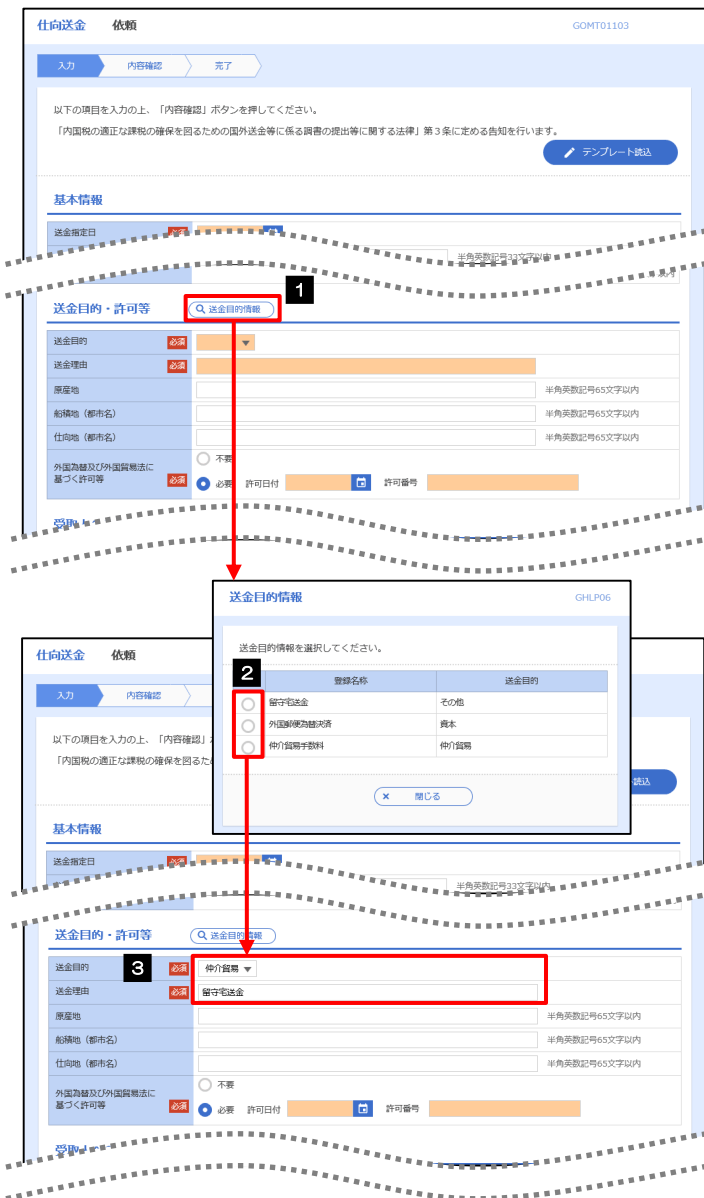 仕向送金 依頼 GOMT01103
入力 内容確認 完了
以下の項目を入力の上、「内容確認」ボタンを押してください。
「内国税の適正な課税の確保を図るための国外送金等に係る調書の提出等に関する法律」第３条に定める告知を行います。
テンプレート読込
基本情報
送金指定日 必須
半角英数記号33文字以内
1
送金目的・許可等 送金目的情報
送金目的 必須
送金理由 必須
原産地 半角英数記号65文字以内
船積地（都市名） 半角英数記号65文字以内
仕向地（都市名） 半角英数記号65文字以内
不要
外国為替及び外国貿易法に
基づく許可等 必須 必要 許可日付 許可番号
送金目的情報 GHLP06
送金目的情報を選択してください。
2
登録名称 送金目的
留守宅送金 その他
外国郵便為替決済 資本
仲介貿易手数料 仲介貿易
× 閉じる
仕向送金 依頼
入力 内容確認
以下の項目を入力の上、「内容確認」
「内国税の適正な課税の確保を図るため
読込
基本情報
送金指定日 必須
半角英数記号33文字以内
送金目的・許可等 送金目的情報
3
送金目的 必須 仲介貿易
送金理由 必須 留守宅送金
原産地 半角英数記号65文字以内
船積地（都市名） 半角英数記号65文字以内
仕向地（都市名） 半角英数記号65文字以内
不要
外国為替及び外国貿易法に
基づく許可等 必須 必要 許可日付 許可番号